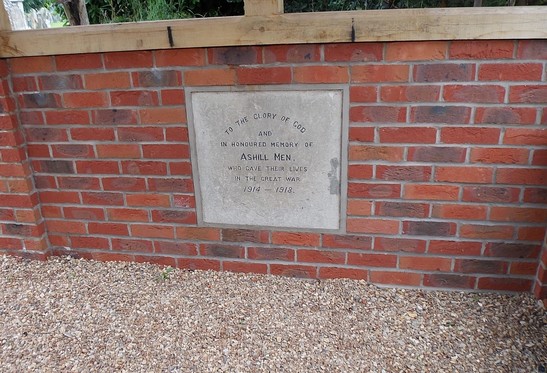 TO THE GLORY OF GOD
AND
IN HONOURED MEMORY OF
ASHILL MEN,
WHO GAVE THEIR LIVES
IN THE GREAT WAR
1914 — 1918.